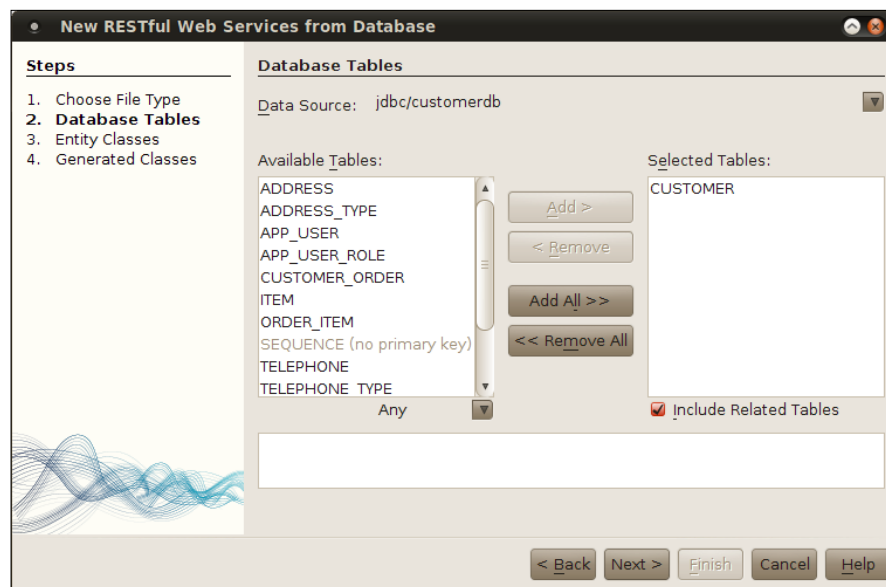 New RESTful Web Services from Database
Steps
1. Choose File Type
2. Database Tables
3. Entity Classes
4. Generated Classes
Database Tables
Data Source: jdbc/customerdb
Available Tables:
ADDRESS
ADDRESS_TYPE
APP_USER
APP_USER_ROLE
CUSTOMER_ORDER
ITEM
ORDER_ITEM
SEQUENCE (no primary key)
TELEPHONE
TELEPHONE_TYPE
Any
Add >
< Remove
Add All >>
<< Remove All
Selected Tables:
CUSTOMER
Include Related Tables
< Back Next > Finish Cancel Help